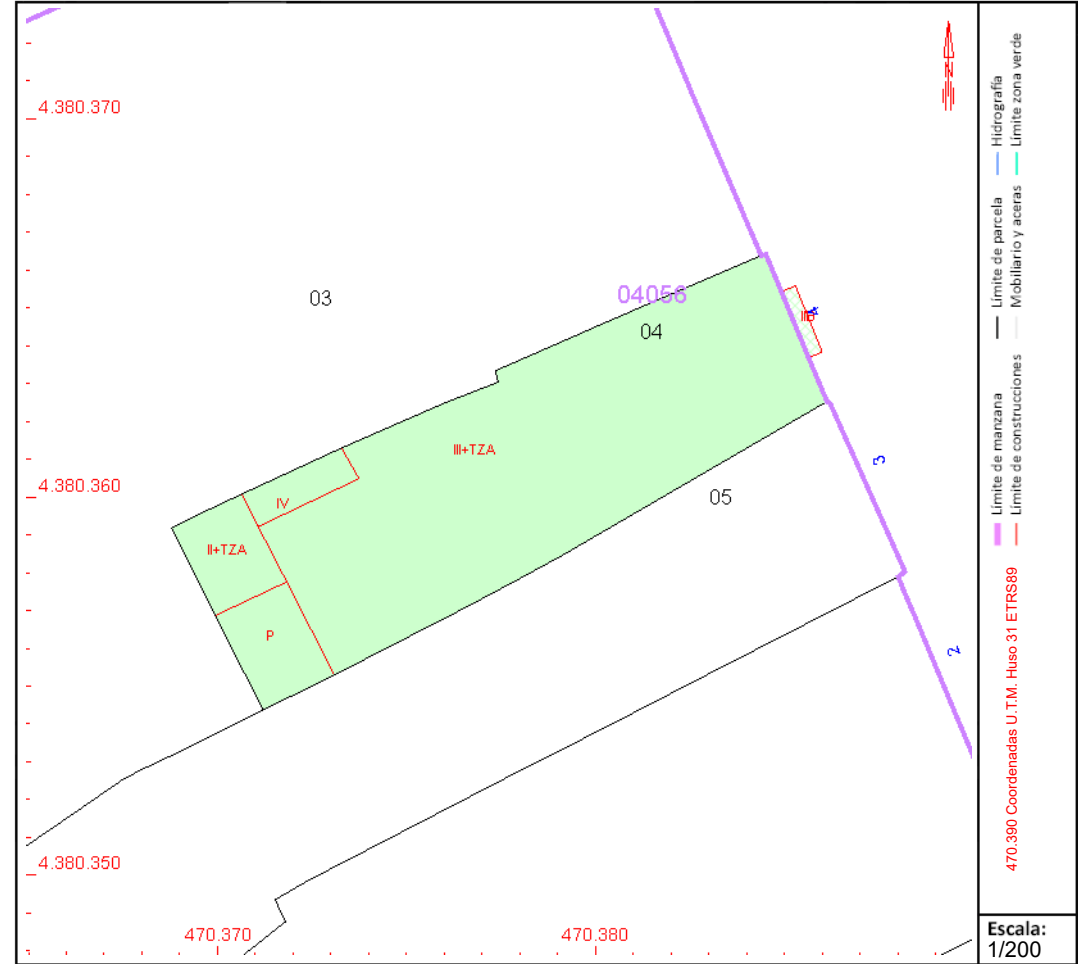 4.380.370
03
04056
04
4
III+TZA
4.380.360
IV
05
3
II+TZA
P
2
4.380.350
470.370
470.380
N
Hidrografía
Límite zona verde
Límite de parcela
Mobiliario y aceras
Límite de manzana
Límite de construcciones
470.390 Coordenadas U.T.M. Huso 31 ETRS89
Escala:
1/200